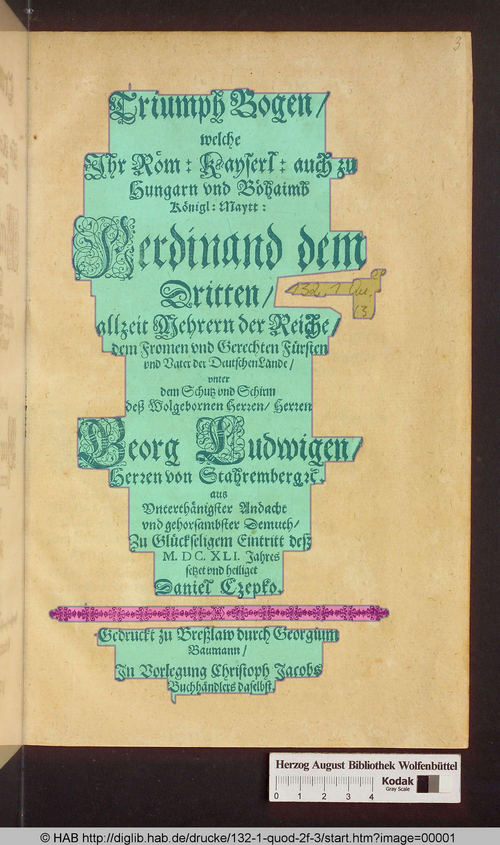 3
Triumph Bogen/
welche
Ihr Röm: Kayserl: auch zu
Hungarn vnd Böhaimb
Königl: Maytt:
Ferdinand dem
Dritten/
132. 1 Qu. 2º
(3
allzeit Mehrern der Reiche/
dem Fromen vnd Gerechten Fürsten
vnd Vater der Deutschen Lande/
vnter
dem Schutz vnd Schirm
deß Wolgebornen Herren/ Herren
Georg Ludwigen/
Herren von Stahrembergꝛc.
aus
Vnterthänigster Andacht
vnd gehorsambster Demuth/
Zu Glückseligem Eintritt deß
M. DC. XLI. Jahres
setzet vnd heiliget
Daniel Czepko.
Gedruckt zu Breßlaw durch Georgium
Baumann/
In Vorlegung Christoph Jacobs
Buchhändlers daselbst.
Herzog August Bibliothek Wolfenbüttel
Kodak
Gray Scale
0 1 2 3 4
© HAB http://diglib.hab.de/drucke/132-1-quod-2f-3/start.htm?image=00001